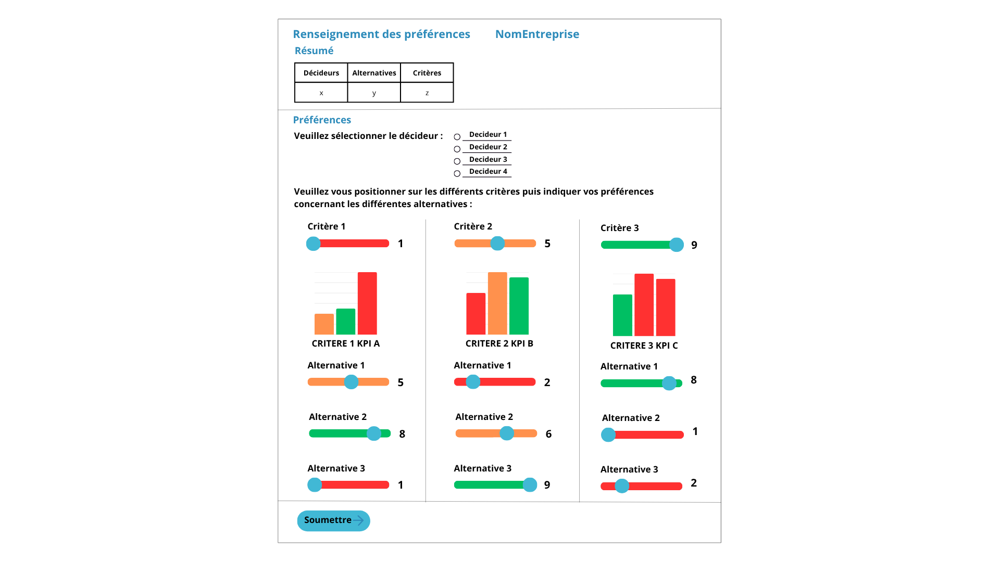 Renseignement des préférences NomEntreprise
Résumé
Décideurs Alternatives Critères
x y z
Préférences
Veuillez sélectionner le décideur :
Decideur 1
Decideur 2
Decideur 3
Decideur 4
Veuillez vous positionner sur les différents critères puis indiquer vos préférences
concernant les différentes alternatives :
Critère 1
1
CRITERE 1 KPI A
Alternative 1
5
Alternative 2
8
Alternative 3
1
Critère 2
5
CRITERE 2 KPI B
Alternative 1
2
Alternative 2
6
Alternative 3
9
Critère 3
9
CRITERE 3 KPI C
Alternative 1
8
Alternative 2
1
Alternative 3
2
Soumettre